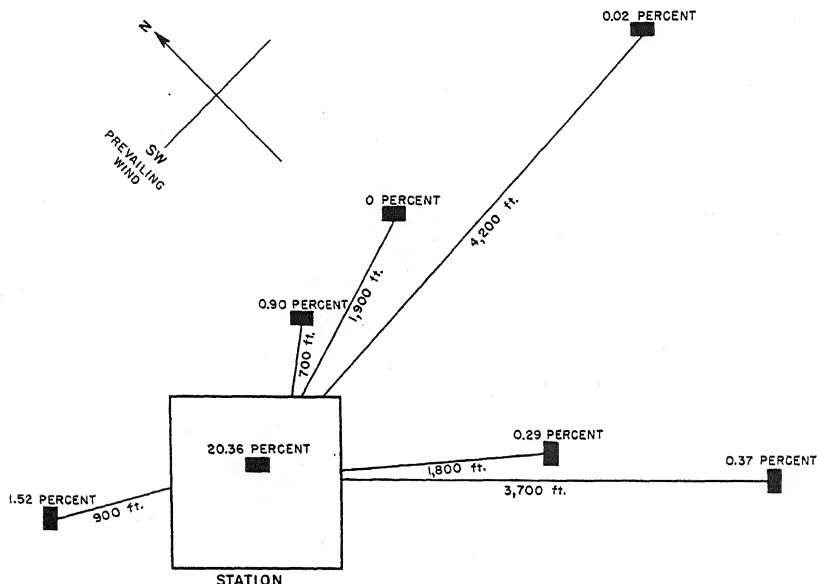 0.02 PERCENT
N
SW
PREVAILING
WIND
0 PERCENT
4,200 ft.
1,900 ft.
0.90 PERCENT
700 ft.
20.36 PERCENT
0.29 PERCENT
1,800 ft.
0.37 PERCENT
3,700 ft.
1.52 PERCENT
900 ft.
STATION